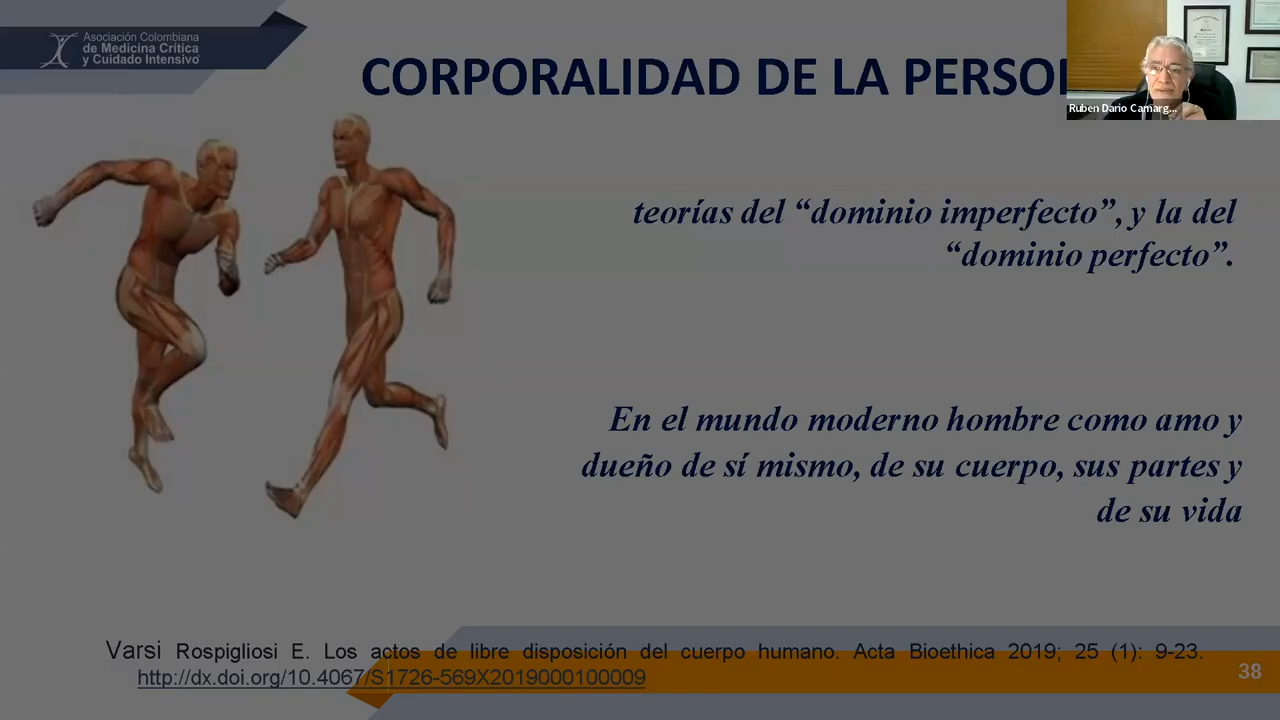 Asociación Colombiana
de Medicina Crítica
y Cuidado Intensivo
CORPORALIDAD DE LA PERSO
Ruben Dario Camarg...
teorías del “dominio imperfecto”, y la del
“dominio perfecto”.
En el mundo moderno hombre como amo y
dueño de sí mismo, de su cuerpo, sus partes y
de su vida
Varsi Rospigliosi E. Los actos de libre disposición del cuerpo humano. Acta Bioethica 2019; 25 (1): 9-23.
http://dx.doi.org/10.4067/S1726-569X2019000100009
38